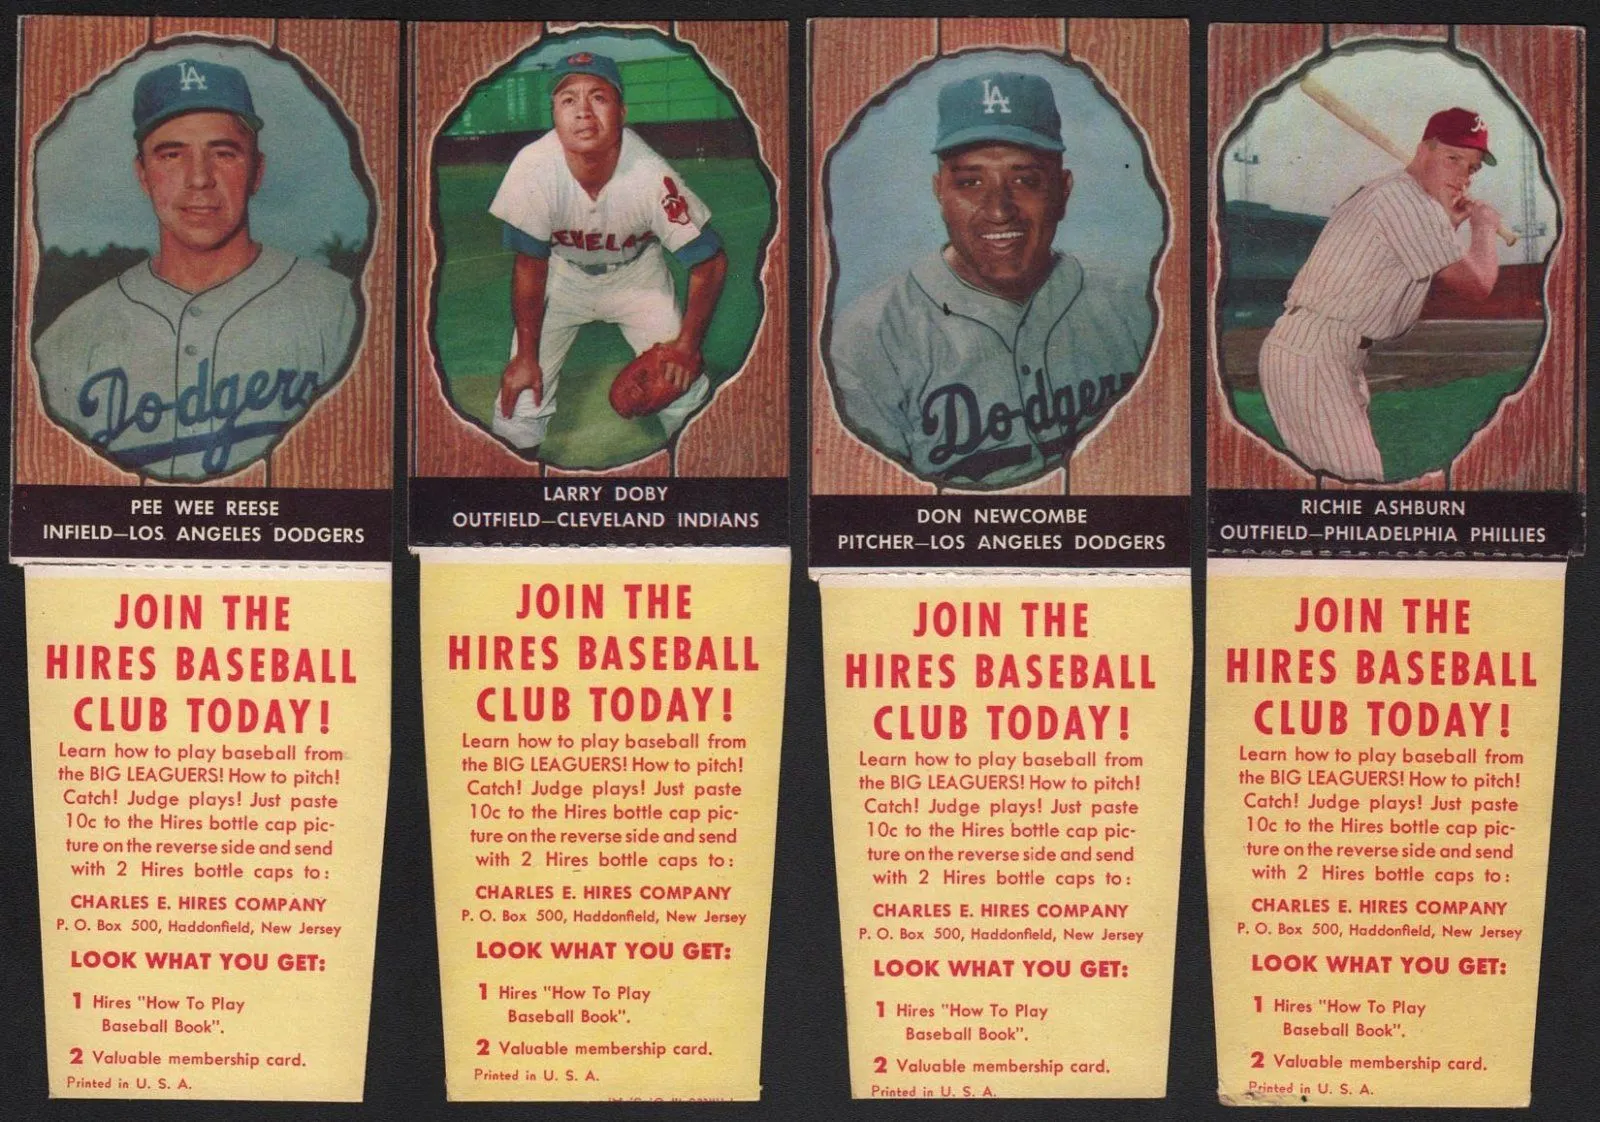 LA
Dodgers
PEE WEE REESE
INFIELD—LOS ANGELES DODGERS
JOIN THE
HIRES BASEBALL
CLUB TODAY!
Learn how to play baseball from
the BIG LEAGUERS! How to pitch!
Catch! Judge plays! Just paste
10c to the Hires bottle cap pic-
ture on the reverse side and send
with 2 Hires bottle caps to:
CHARLES E. HIRES COMPANY
P. O. Box 500, Haddonfield, New Jersey
LOOK WHAT YOU GET:
1 Hires "How To Play
Baseball Book".
2 Valuable membership card.
Printed in U. S. A.
LARRY DOBY
OUTFIELD—CLEVELAND INDIANS
JOIN THE
HIRES BASEBALL
CLUB TODAY!
Learn how to play baseball from
the BIG LEAGUERS! How to pitch!
Catch! Judge plays! Just paste
10c to the Hires bottle cap pic-
ture on the reverse side and send
with 2 Hires bottle caps to:
CHARLES E. HIRES COMPANY
P. O. Box 500, Haddonfield, New Jersey
LOOK WHAT YOU GET:
1 Hires "How To Play
Baseball Book".
2 Valuable membership card.
Printed in U. S. A.
LA
Dodgers
DON NEWCOMBE
PITCHER—LOS ANGELES DODGERS
JOIN THE
HIRES BASEBALL
CLUB TODAY!
Learn how to play baseball from
the BIG LEAGUERS! How to pitch!
Catch! Judge plays! Just paste
10c to the Hires bottle cap pic-
ture on the reverse side and send
with 2 Hires bottle caps to:
CHARLES E. HIRES COMPANY
P. O. Box 500, Haddonfield, New Jersey
LOOK WHAT YOU GET:
1 Hires "How To Play
Baseball Book".
2 Valuable membership card.
Printed in U. S. A.
RICHIE ASHBURN
OUTFIELD—PHILADELPHIA PHILLIES
JOIN THE
HIRES BASEBALL
CLUB TODAY!
Learn how to play baseball from
the BIG LEAGUERS! How to pitch!
Catch! Judge plays! Just paste
10c to the Hires bottle cap pic-
ture on the reverse side and send
with 2 Hires bottle caps to:
CHARLES E. HIRES COMPANY
P. O. Box 500, Haddonfield, New Jersey
LOOK WHAT YOU GET:
1 Hires "How To Play
Baseball Book".
2 Valuable membership card.
Printed in U. S. A.